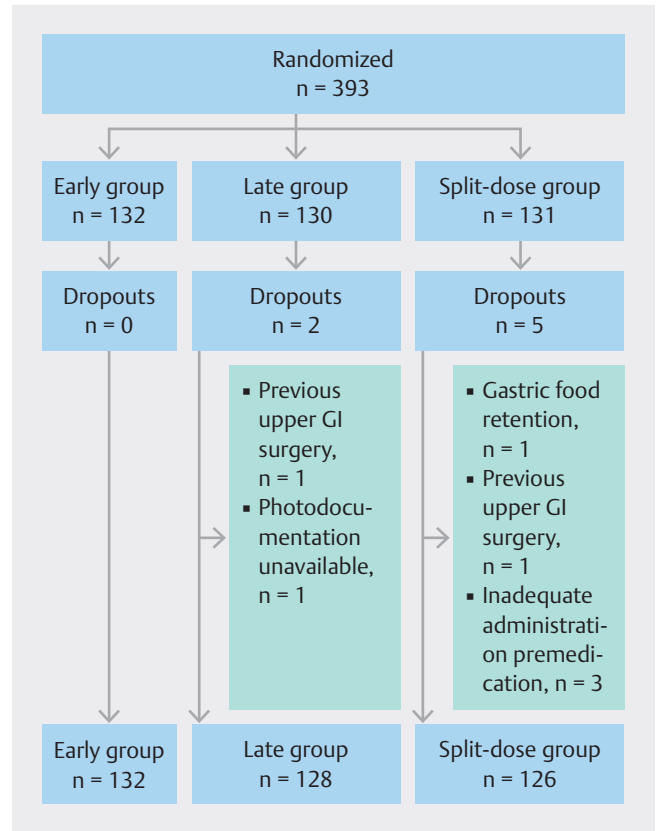 Randomized
n = 393
Early group
n = 132
Late group
n = 130
Split-dose group
n = 131
Dropouts
n = 0
Dropouts
n = 2
Dropouts
n = 5
▪ Previous
upper GI
surgery,
n = 1
▪ Photodocu-
mentation
unavailable,
n = 1
▪ Gastric food
retention,
n = 1
▪ Previous
upper GI
surgery,
n = 1
▪ Inadequate
administrati-
on premedi-
cation, n = 3
Early group
n = 132
Late group
n = 128
Split-dose group
n = 126